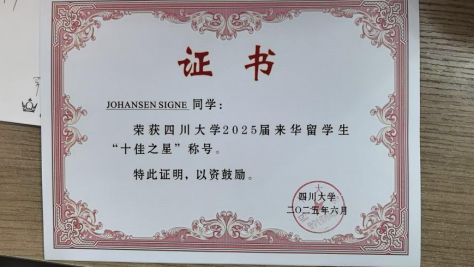 证书
JOHANSEN SIGNE 同学：
荣获四川大学2025届来华留学生
“十佳之星”称号。
特此证明，以资鼓励。
四川大学
二〇二五年六月